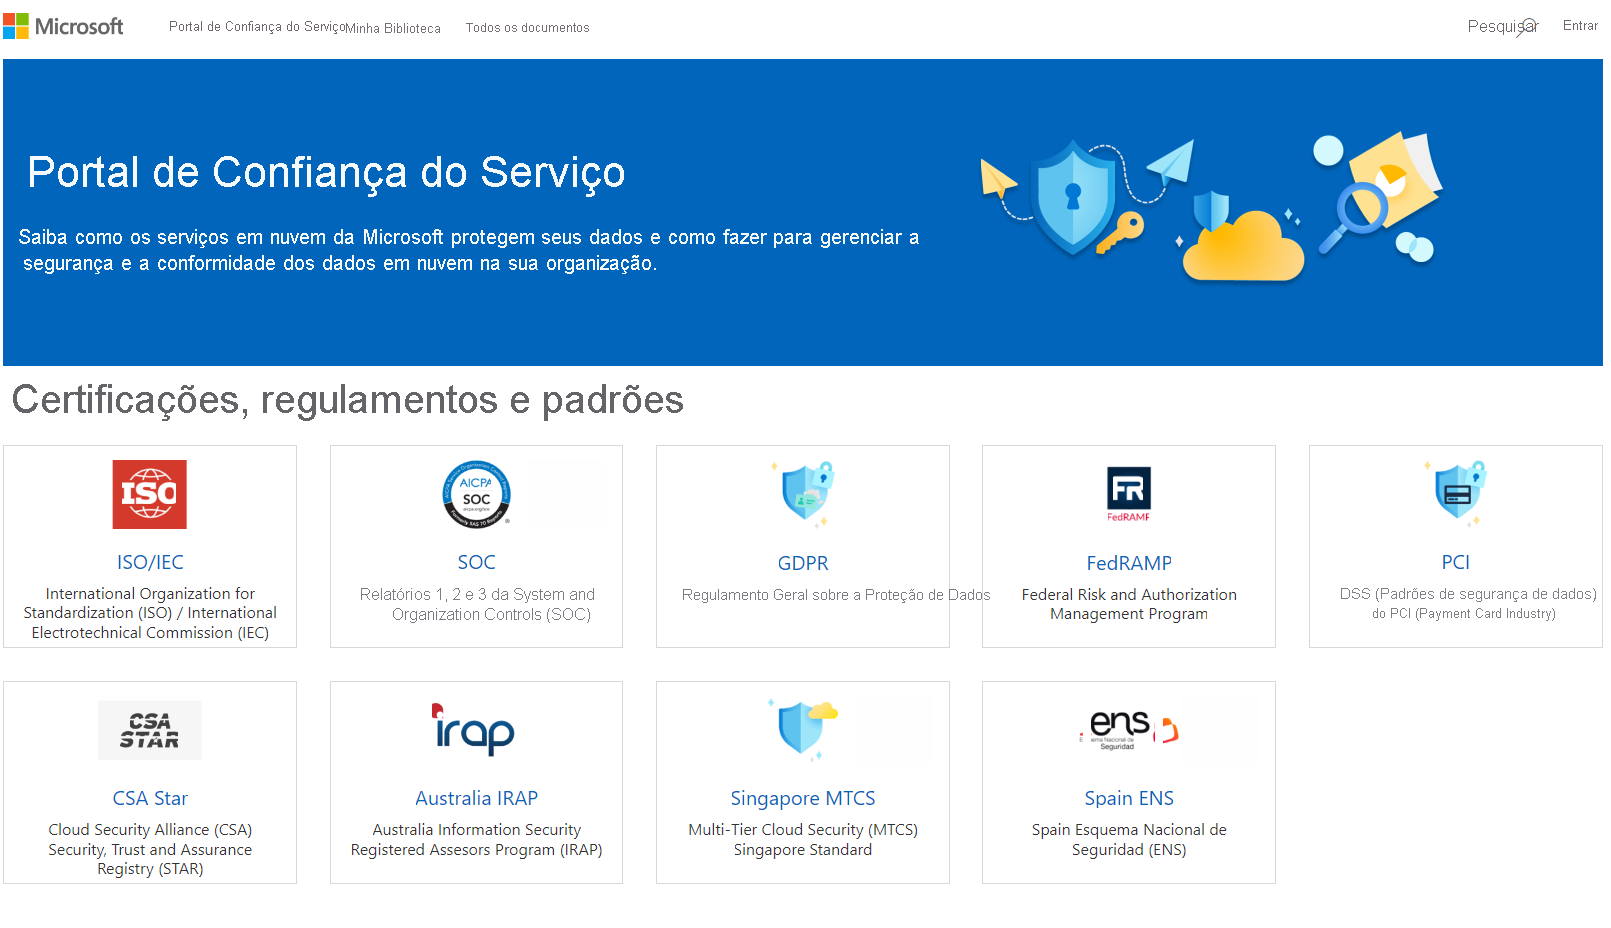 Microsoft
Portal de Confiança do Serviço
Minha Biblioteca
Todos os documentos
Pesquisar
Entrar
Portal de Confiança do Serviço
Saiba como os serviços em nuvem da Microsoft protegem seus dados e como fazer para gerenciar a
segurança e a conformidade dos dados em nuvem na sua organização.
Certificações, regulamentos e padrões
ISO
ISO/IEC
International Organization for
Standardization (ISO) / International
Electrotechnical Commission (IEC)
AICPA
SOC
SOC
Relatórios 1, 2 e 3 da System and
Organization Controls (SOC)
GDPR
Regulamento Geral sobre a Proteção de Dados
FR
FedRAMP
FedRAMP
Federal Risk and Authorization
Management Program
PCI
DSS (Padrões de segurança de dados)
do PCI (Payment Card Industry)
CSA
STAR
CSA Star
Cloud Security Alliance (CSA)
Security, Trust and Assurance
Registry (STAR)
irap
Australia IRAP
Australia Information Security
Registered Assesors Program (IRAP)
Singapore MTCS
Multi-Tier Cloud Security (MTCS)
Singapore Standard
ens
Nacional de
Seguridad
Spain ENS
Spain Esquema Nacional de
Seguridad (ENS)